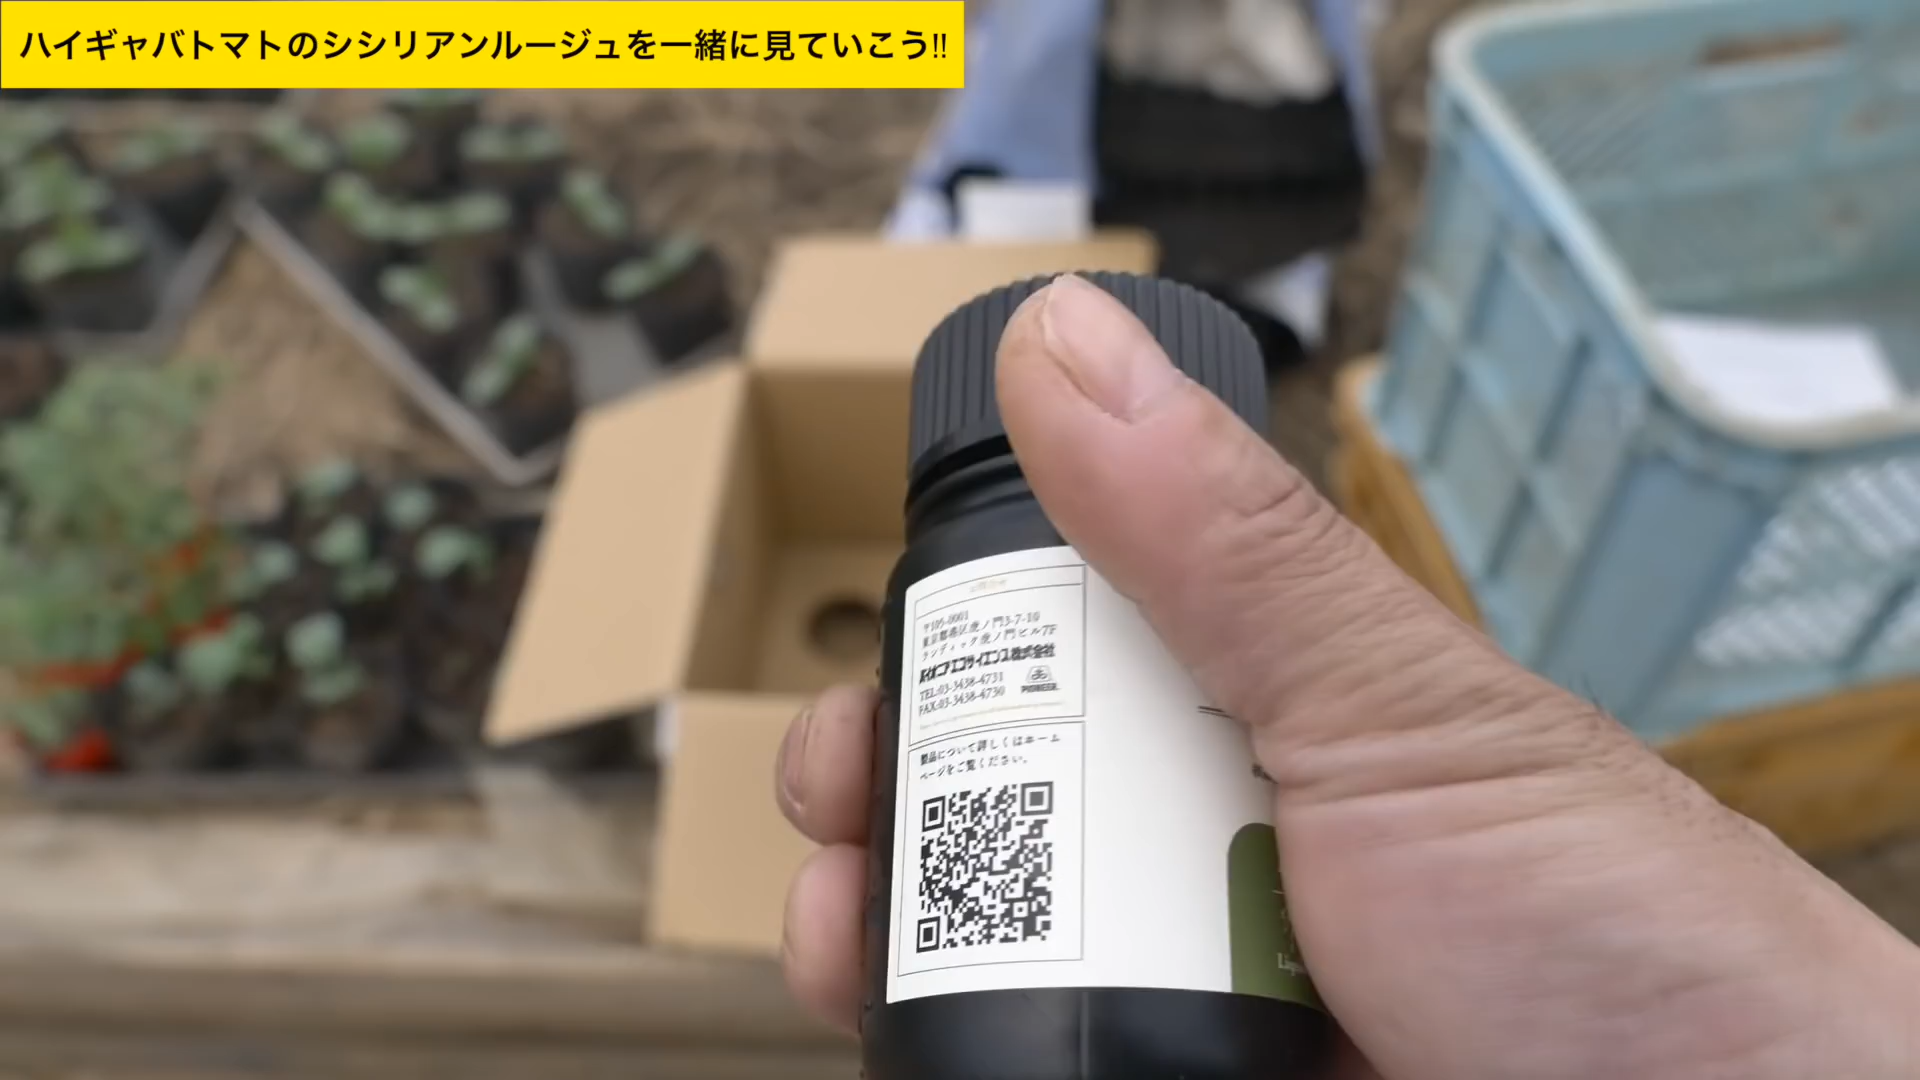 ハイギャバトマトのシシリアンルージュを一緒に見ていこう!!
〒105-0001
東京都港区虎ノ門3-7-10
ランディック虎ノ門ビル7F
パイオニアエコサイエンス株式会社
TEL:03-3438-4731
FAX:03-3438-4730
PIONEER.
製品について詳しくはホーム
ページをご覧ください。